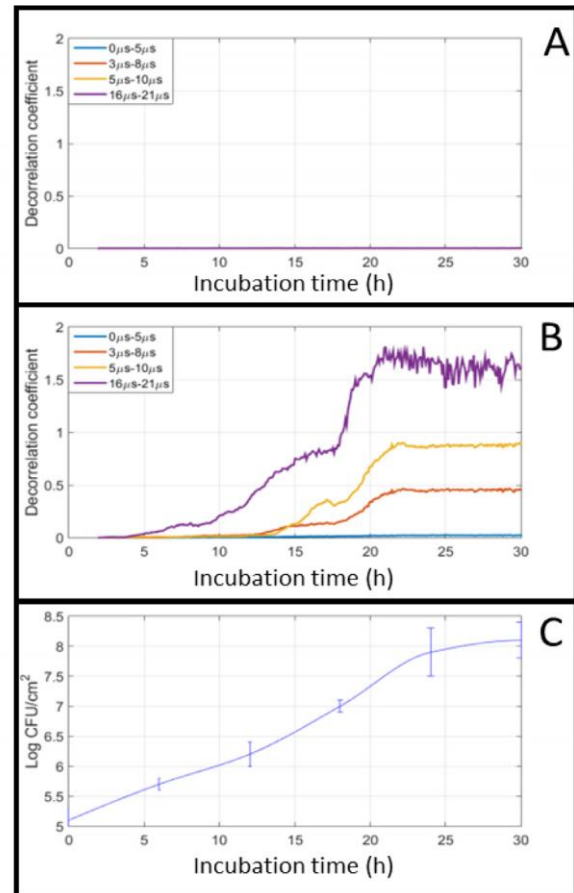 A
Decorrelation coefficient
2
1.5
1
0.5
0
0μs-5μs
3μs-8μs
5μs-10μs
16μs-21μs
0 5 10 15 20 25 30
Incubation time (h)
B
Decorrelation coefficient
2
1.5
1
0.5
0
0μs-5μs
3μs-8μs
5μs-10μs
16μs-21μs
0 5 10 15 20 25 30
Incubation time (h)
C
Log CFU/cm²
8.5
8
7.5
7
6.5
6
5.5
5
0 5 10 15 20 25 30
Incubation time (h)